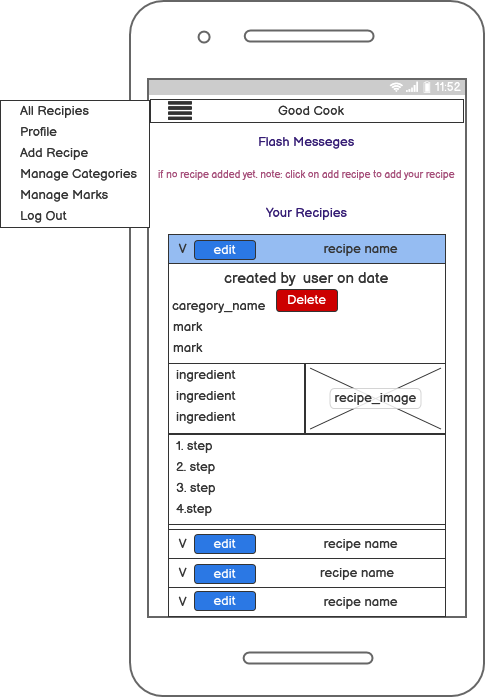 11:52
All Recipies
Profile
Add Recipe
Manage Categories
Manage Marks
Log Out
Good Cook
Flash Messeges
if no recipe added yet. note: click on add recipe to add your recipe
Your Recipies
V edit recipe name
created by user on date
caregory_name Delete
mark
mark
ingredient
ingredient
ingredient
recipe_image
1. step
2. step
3. step
4.step
V edit recipe name
V edit recipe name
V edit recipe name